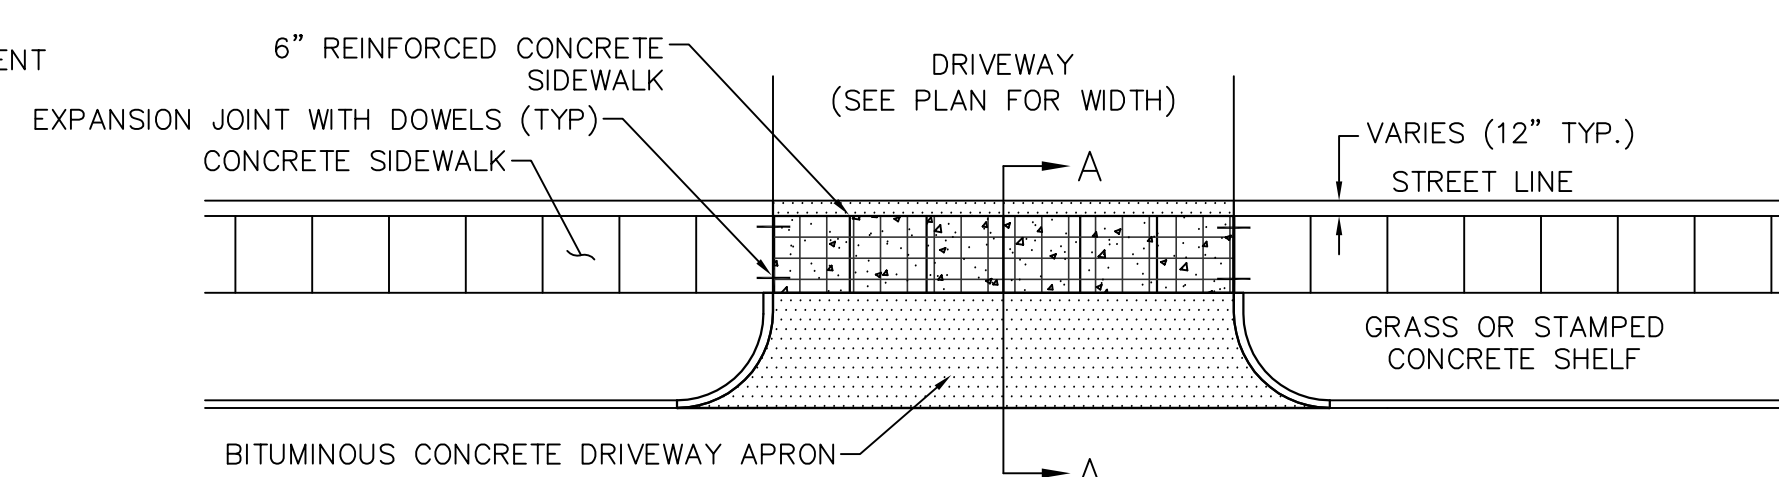 ENT
6” REINFORCED CONCRETE
SIDEWALK
EXPANSION JOINT WITH DOWELS (TYP)
CONCRETE SIDEWALK
DRIVEWAY
(SEE PLAN FOR WIDTH)
A
VARIES (12” TYP.)
STREET LINE
GRASS OR STAMPED
CONCRETE SHELF
BITUMINOUS CONCRETE DRIVEWAY APRON
A